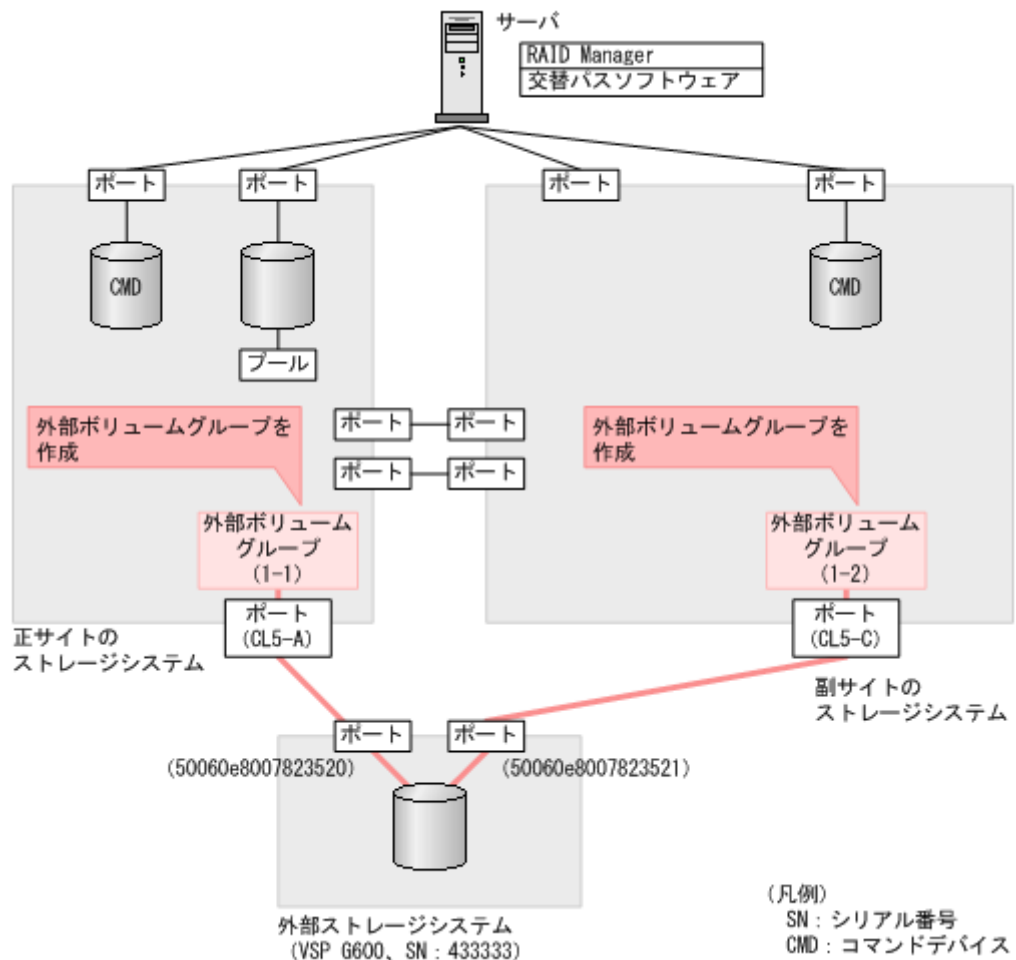 サーバ
RAID Manager
交替パスソフトウェア
ポート
ポート
ポート
ポート
CMD
CMD
プール
外部ボリュームグループを
作成
ポート
ポート
外部ボリュームグループを
作成
ポート
ポート
外部ボリューム
グループ
(1-1)
外部ボリューム
グループ
(1-2)
ポート
(CL5-A)
ポート
(CL5-C)
正サイトの
ストレージシステム
副サイトの
ストレージシステム
ポート
ポート
(50060e8007823520)
(50060e8007823521)
外部ストレージシステム
(VSP G600、SN:433333)
(凡例)
SN:シリアル番号
CMD:コマンドデバイス